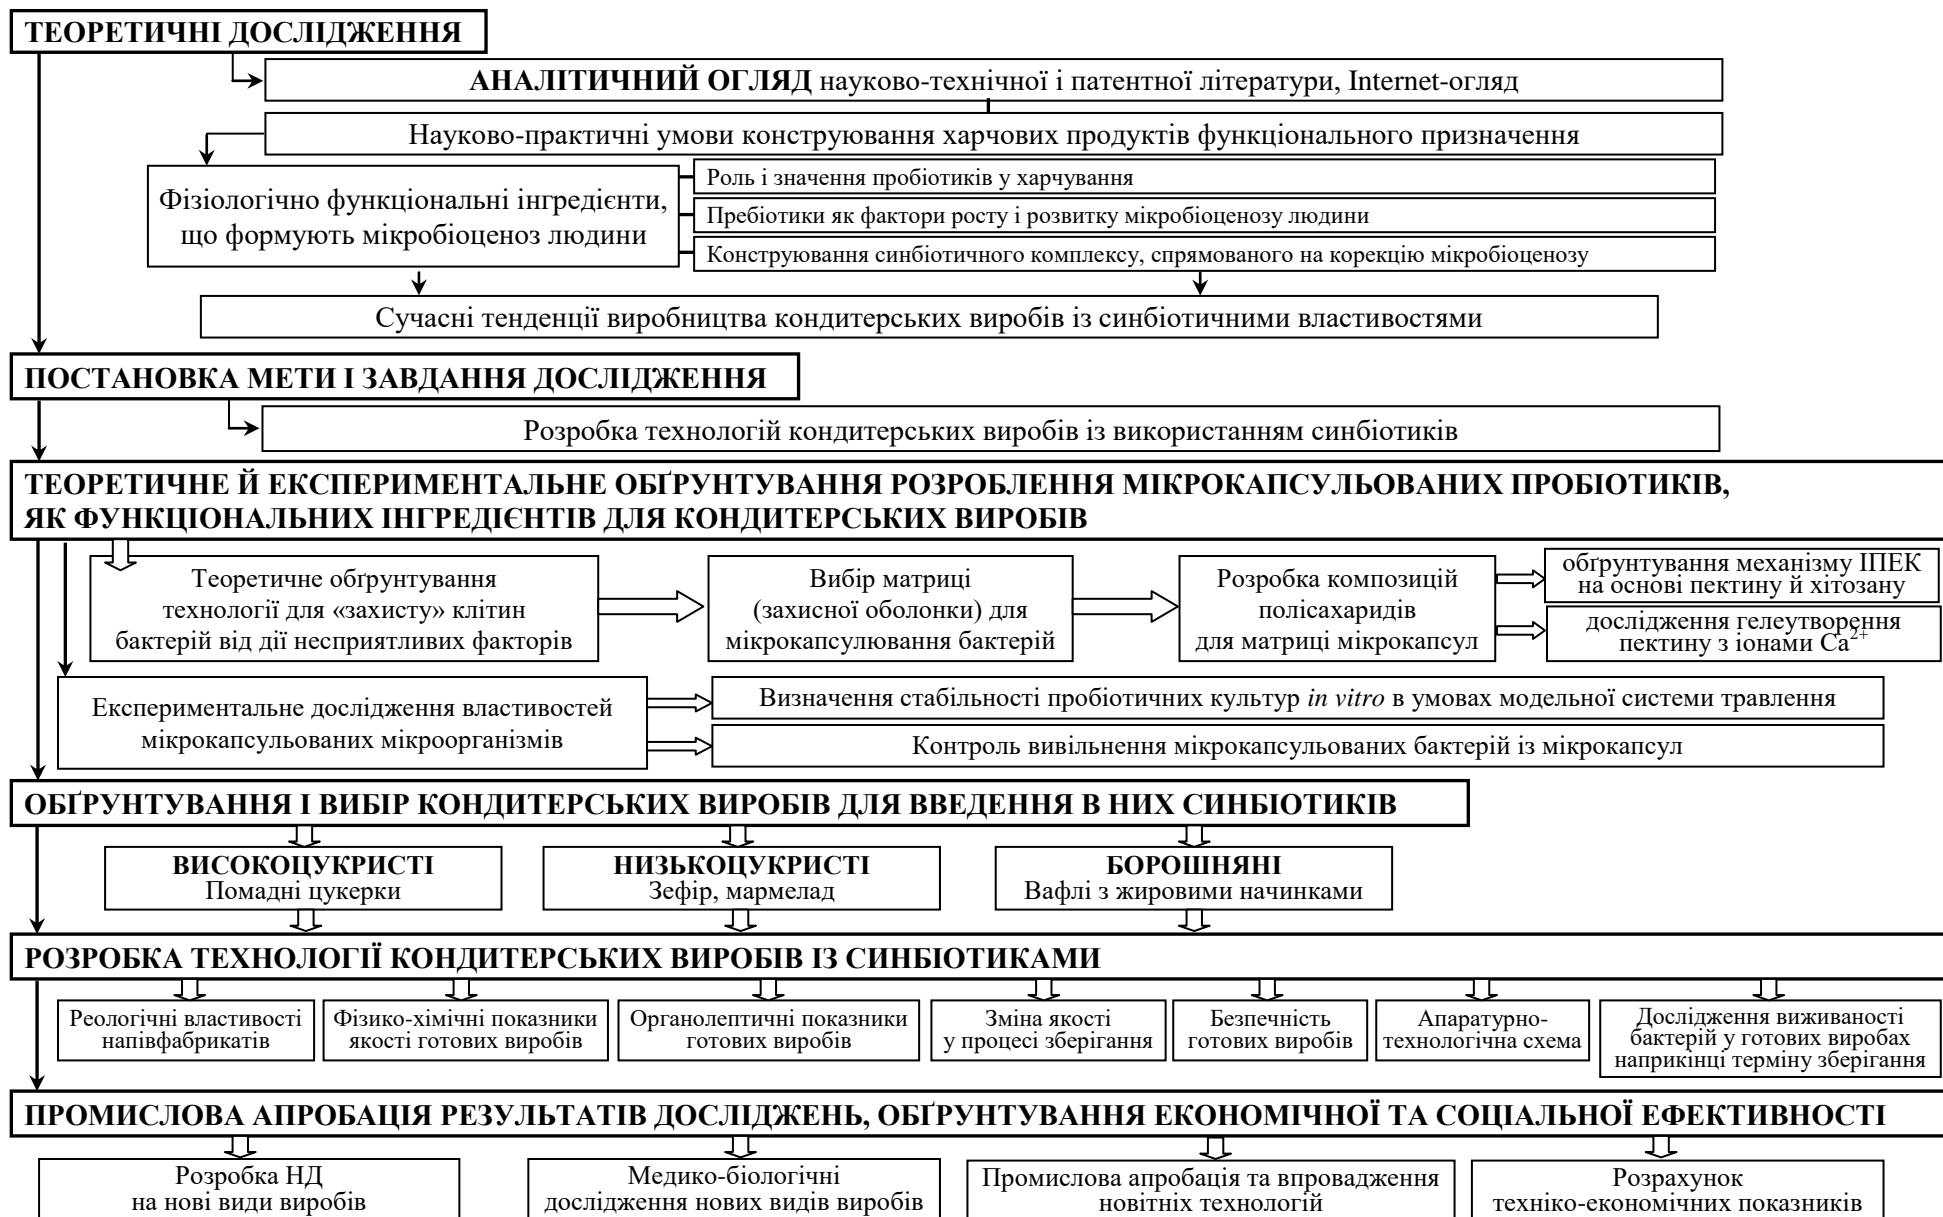 ТЕОРЕТИЧНІ ДОСЛІДЖЕННЯ
АНАЛІТИЧНИЙ ОГЛЯД науково-технічної і патентної літератури, Internet-огляд
Науково-практичні умови конструювання харчових продуктів функціонального призначення
Фізіологічно функціональні інгредієнти,
що формують мікробіоценоз людини
Роль і значення пробіотиків у харчування
Пребіотики як фактори росту і розвитку мікробіоценозу людини
Конструювання синбіотичного комплексу, спрямованого на корекцію мікробіоценозу
Сучасні тенденції виробництва кондитерських виробів із синбіотичними властивостями
ПОСТАНОВКА МЕТИ І ЗАВДАННЯ ДОСЛІДЖЕННЯ
Розробка технологій кондитерських виробів із використанням синбіотиків
ТЕОРЕТИЧНЕ Й ЕКСПЕРИМЕНТАЛЬНЕ ОБҐРУНТУВАННЯ РОЗРОБЛЕННЯ МІКРОКАПСУЛЬОВАНИХ ПРОБІОТИКІВ,
ЯК ФУНКЦІОНАЛЬНИХ ІНГРЕДІЄНТІВ ДЛЯ КОНДИТЕРСЬКИХ ВИРОБІВ
Теоретичне обґрунтування
технології для «захисту» клітин
бактерій від дії несприятливих факторів
Вибір матриці
(захисної оболонки) для
мікрокапсулювання бактерій
Розробка композицій
полісахаридів
для матриці мікрокапсул
обґрунтування механізму ІПЕК
на основі пектину й хітозану
дослідження гелеутворення
пектину з іонами Ca²⁺
Експериментальне дослідження властивостей
мікрокапсульованих мікроорганізмів
Визначення стабільності пробіотичних культур in vitro в умовах модельної системи травлення
Контроль вивільнення мікрокапсульованих бактерій із мікрокапсул
ОБҐРУНТУВАННЯ І ВИБІР КОНДИТЕРСЬКИХ ВИРОБІВ ДЛЯ ВВЕДЕННЯ В НИХ СИНБІОТИКІВ
ВИСОКОЦУКРИСТІ
Помадні цукерки
НИЗЬКОЦУКРИСТІ
Зефір, мармелад
БОРОШНЯНІ
Вафлі з жировими начинками
РОЗРОБКА ТЕХНОЛОГІЇ КОНДИТЕРСЬКИХ ВИРОБІВ ІЗ СИНБІОТИКАМИ
Реологічні властивості
напівфабрикатів
Фізико-хімічні показники
якості готових виробів
Органолептичні показники
готових виробів
Зміна якості
у процесі зберігання
Безпечність
готових виробів
Апаратурно-
технологічна схема
Дослідження виживаності
бактерій у готових виробах
наприкінці терміну зберігання
ПРОМИСЛОВА АПРОБАЦІЯ РЕЗУЛЬТАТІВ ДОСЛІДЖЕНЬ, ОБҐРУНТУВАННЯ ЕКОНОМІЧНОЇ ТА СОЦІАЛЬНОЇ ЕФЕКТИВНОСТІ
Розробка НД
на нові види виробів
Медико-біологічні
дослідження нових видів виробів
Промислова апробація та впровадження
новітніх технологій
Розрахунок
техніко-економічних показників